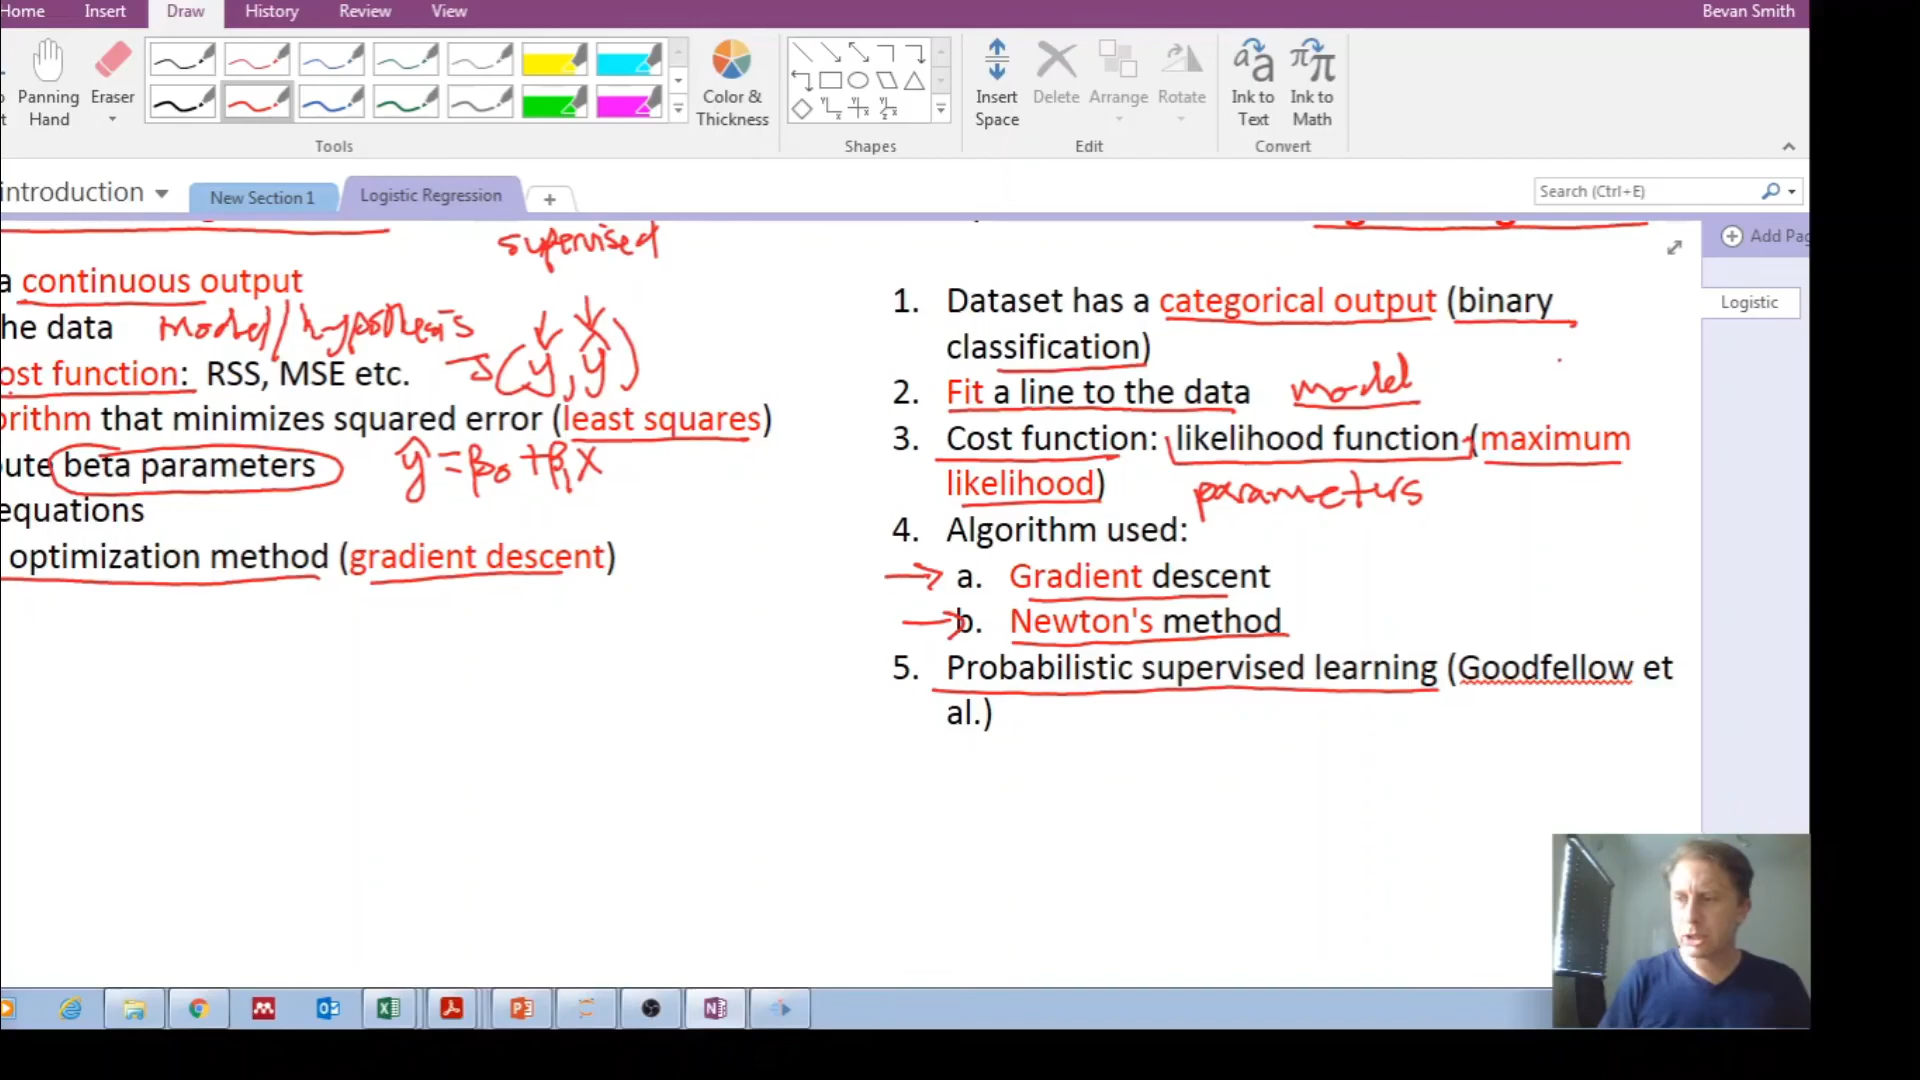 Home Insert Draw History Review View Bevan Smith
Panning Hand
Eraser
Color & Thickness
Insert Space
Delete
Arrange
Rotate
Ink to Text
Ink to Math
Tools Shapes Edit Convert
introduction New Section 1 Logistic Regression + Search (Ctrl+E)
Add Pag
Logistic
supervised
a continuous output
he data model/hypothesis
ost function: RSS, MSE etc. J(y, ŷ)
orithm that minimizes squared error (least squares)
ute beta parameters ŷ = β₀ + β₁x
equations
optimization method (gradient descent)
1. Dataset has a categorical output (binary
classification)
2. Fit a line to the data model
3. Cost function: likelihood function (maximum
likelihood) parameters
4. Algorithm used:
a. Gradient descent
b. Newton's method
5. Probabilistic supervised learning (Goodfellow et
al.)